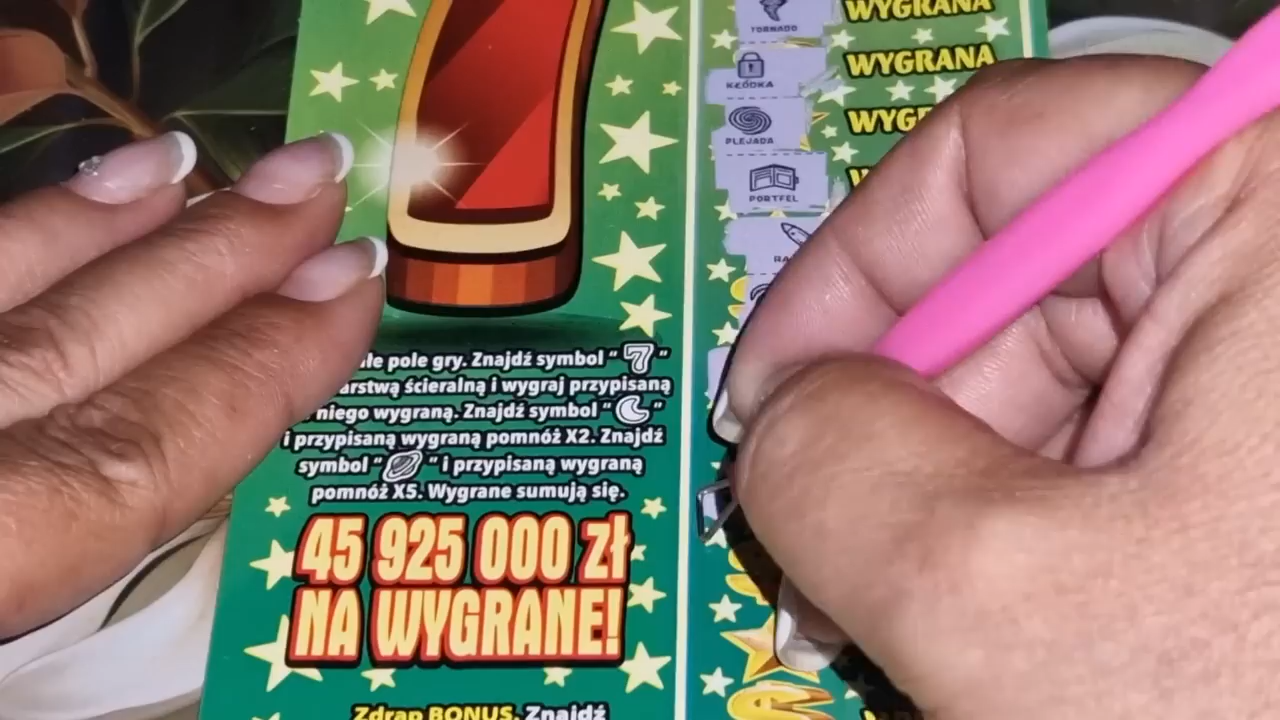 TORNADO
WYGRANA
KŁÓDKA
WYGRANA
PLEJADA
PORTFEL
pole gry. Znajdź symbol “ 7 ”
ścieralną i wygraj przypisaną
niego wygraną. Znajdź symbol “ ”
i przypisaną wygraną pomnóż X2. Znajdź
symbol “ ” i przypisaną wygraną
pomnóż X5. Wygrane sumują się.
45 925 000 zł
NA WYGRANE!
Zdrap BONUS. Znajdź